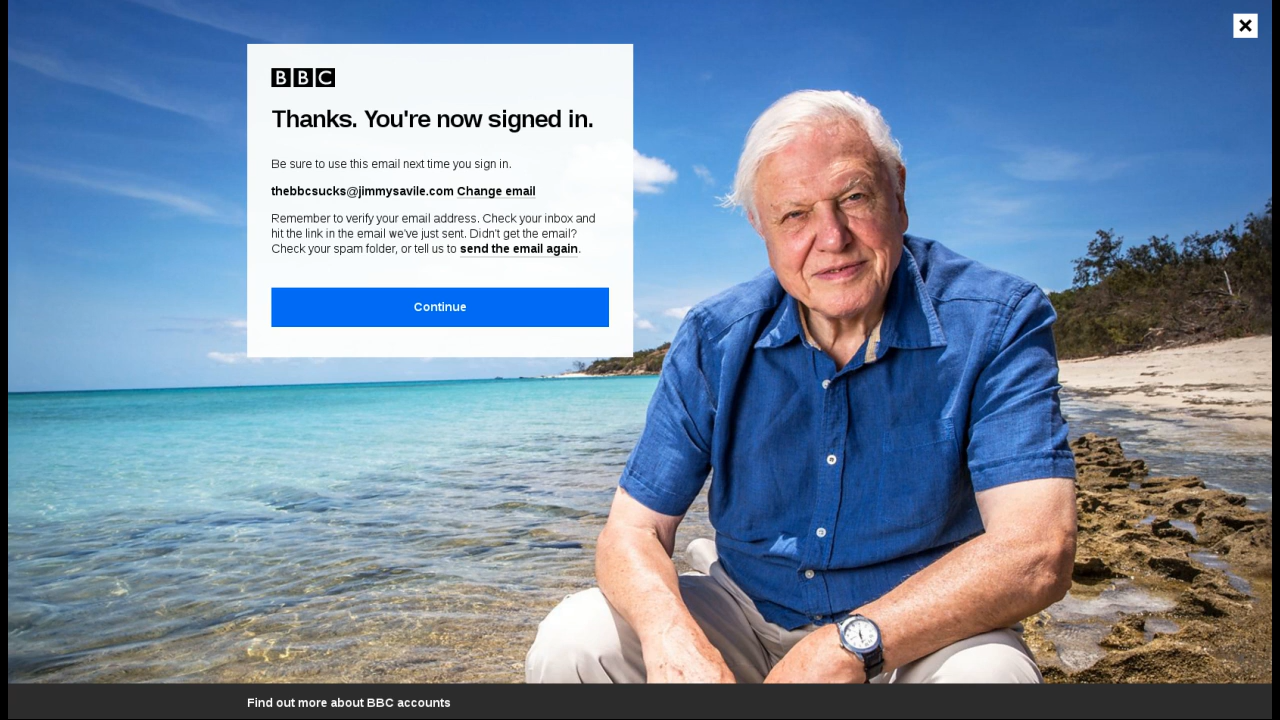 BBC
Thanks. You're now signed in.
Be sure to use this email next time you sign in.
thebbcsucks@jimmysavile.com Change email
Remember to verify your email address. Check your inbox and
hit the link in the email we've just sent. Didn't get the email?
Check your spam folder, or tell us to send the email again.
Continue
Find out more about BBC accounts